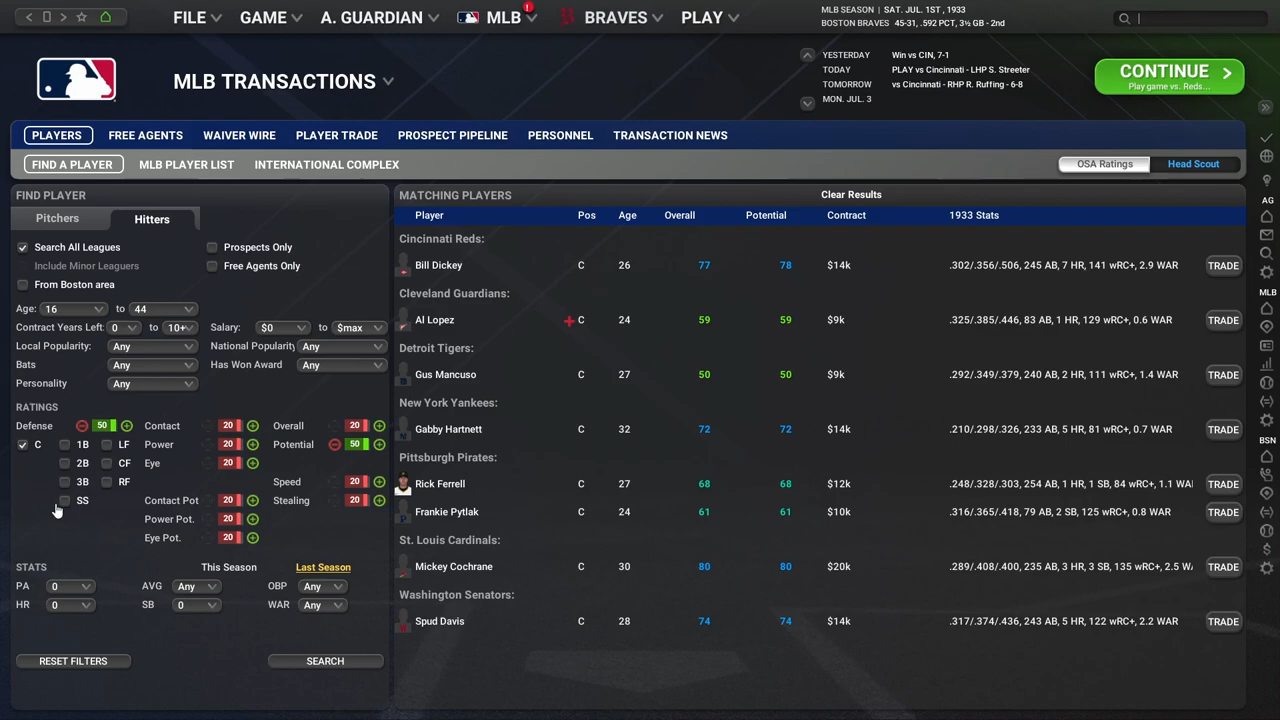 FILE GAME A. GUARDIAN MLB ! BRAVES PLAY
MLB SEASON | SAT. JUL. 1ST , 1933
BOSTON BRAVES 45-31, .592 PCT, 3½ GB - 2nd
MLB TRANSACTIONS
YESTERDAY Win vs CIN, 7-1
TODAY PLAY vs Cincinnati - LHP S. Streeter
TOMORROW vs Cincinnati - RHP R. Ruffing - 6-8
MON. JUL. 3
CONTINUE
Play game vs. Reds...
PLAYERS FREE AGENTS WAIVER WIRE PLAYER TRADE PROSPECT PIPELINE PERSONNEL TRANSACTION NEWS
FIND A PLAYER MLB PLAYER LIST INTERNATIONAL COMPLEX OSA Ratings Head Scout
FIND PLAYER
Pitchers Hitters
Search All Leagues Prospects Only
Include Minor Leaguers Free Agents Only
From Boston area
Age: 16 to 44
Contract Years Left: 0 to 10+ Salary: $0 to $max
Local Popularity: Any National Popularity Any
Bats Any Has Won Award Any
Personality Any
RATINGS
Defense 50 Contact 20 Overall 20
C 1B LF Power 20 Potential 50
2B CF Eye 20
3B RF Speed 20
SS Contact Pot 20 Stealing 20
Power Pot. 20
Eye Pot. 20
STATS This Season Last Season
PA 0 AVG Any OBP Any
HR 0 SB 0 WAR Any
RESET FILTERS SEARCH
MATCHING PLAYERS Clear Results
Player Pos Age Overall Potential Contract 1933 Stats
Cincinnati Reds:
Bill Dickey C 26 77 78 $14k .302/.356/.506, 245 AB, 7 HR, 141 wRC+, 2.9 WAR TRADE
Cleveland Guardians:
Al Lopez C 24 59 59 $9k .325/.385/.446, 83 AB, 1 HR, 129 wRC+, 0.6 WAR TRADE
Detroit Tigers:
Gus Mancuso C 27 50 50 $9k .292/.349/.379, 240 AB, 2 HR, 111 wRC+, 1.4 WAR TRADE
New York Yankees:
Gabby Hartnett C 32 72 72 $14k .210/.298/.326, 233 AB, 5 HR, 81 wRC+, 0.7 WAR TRADE
Pittsburgh Pirates:
Rick Ferrell C 27 68 68 $12k .248/.328/.303, 254 AB, 1 HR, 1 SB, 84 wRC+, 1.1 WAI TRADE
Frankie Pytlak C 24 61 61 $10k .316/.365/.418, 79 AB, 2 SB, 125 wRC+, 0.8 WAR TRADE
St. Louis Cardinals:
Mickey Cochrane C 30 80 80 $20k .289/.408/.400, 235 AB, 3 HR, 3 SB, 135 wRC+, 2.5 W/ TRADE
Washington Senators:
Spud Davis C 28 74 74 $14k .317/.374/.436, 243 AB, 5 HR, 122 wRC+, 2.2 WAR TRADE
AG
MLB
BSN